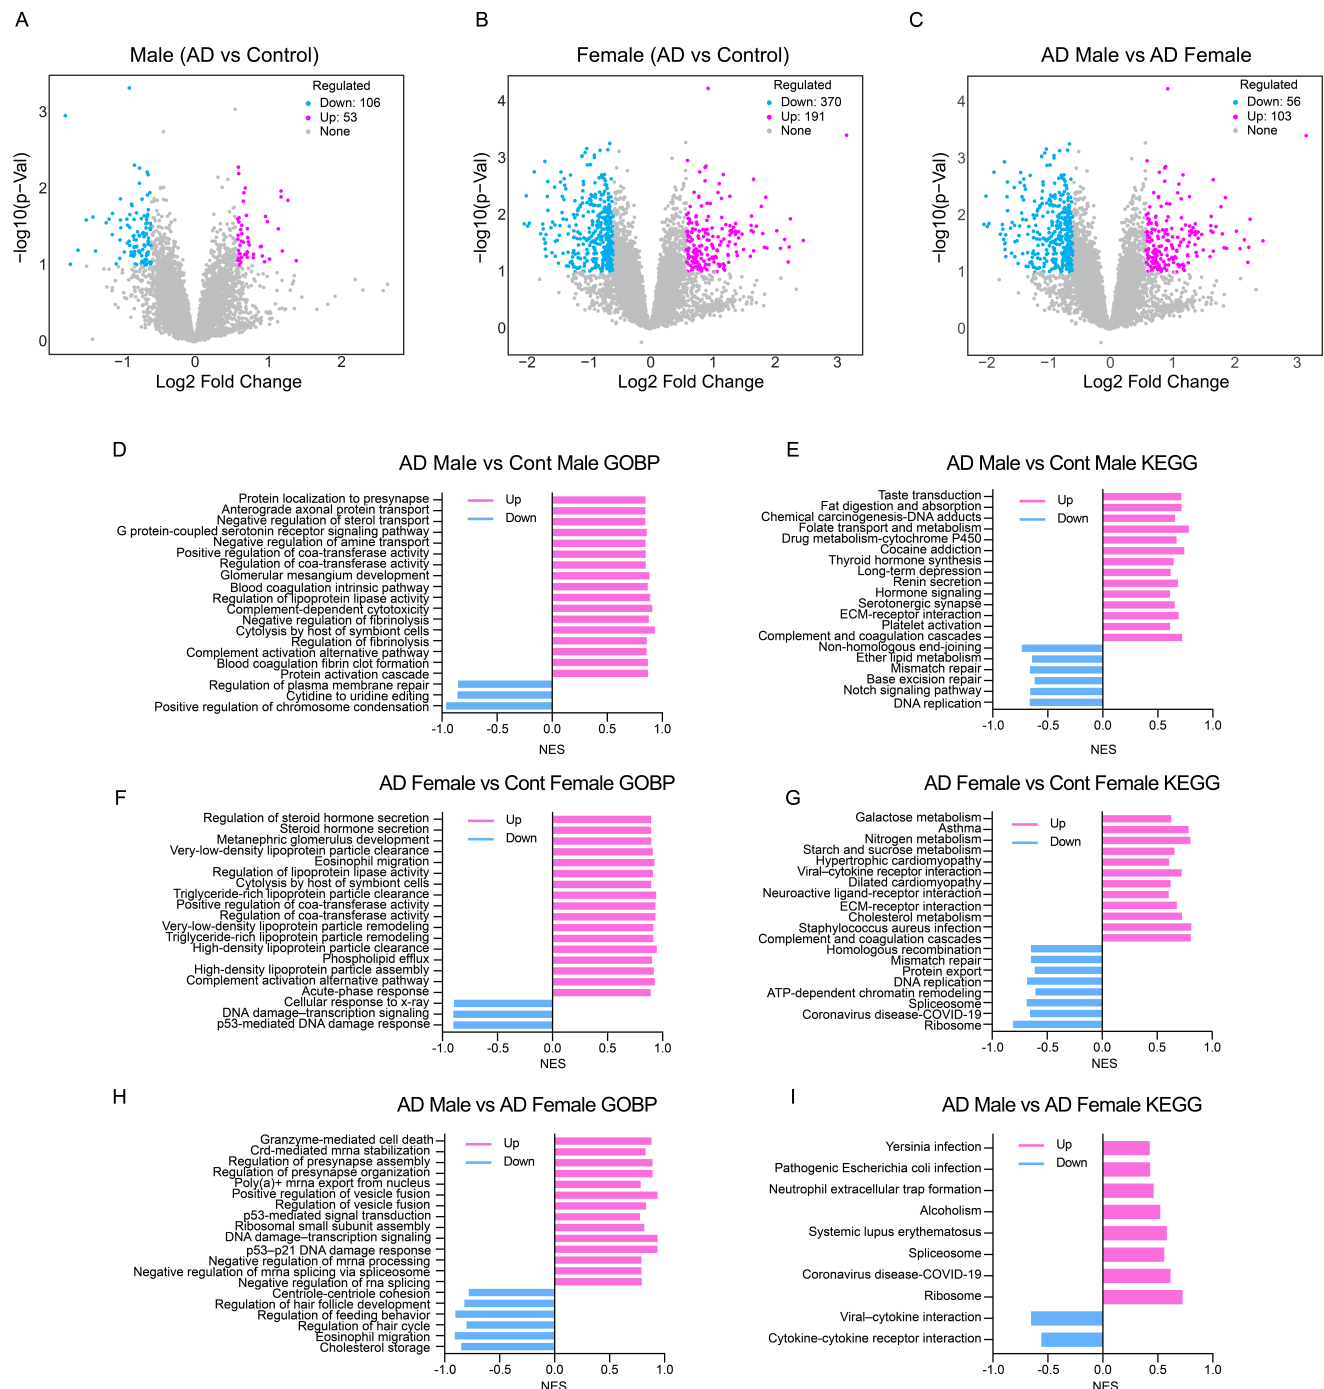 A
B
C
Male (AD vs Control)
Female (AD vs Control)
AD Male vs AD Female
Regulated
Down: 106
Up: 53
None
Regulated
Down: 370
Up: 191
None
Regulated
Down: 56
Up: 103
None
−log10(p−Val)
3
2
1
0
−1
0
1
2
Log2 Fold Change
−log10(p−Val)
4
3
2
1
0
−2
−1
0
1
2
3
Log2 Fold Change
−log10(p−Val)
4
3
2
1
0
−2
−1
0
1
2
3
Log2 Fold Change
D
AD Male vs Cont Male GOBP
Up
Down
Protein localization to presynapse
Anterograde axonal protein transport
Negative regulation of sterol transport
G protein-coupled serotonin receptor signaling pathway
Negative regulation of amine transport
Positive regulation of coa-transferase activity
Regulation of coa-transferase activity
Glomerular mesangium development
Blood coagulation intrinsic pathway
Regulation of lipoprotein lipase activity
Complement-dependent cytotoxicity
Negative regulation of fibrinolysis
Cytolysis by host of symbiont cells
Regulation of fibrinolysis
Complement activation alternative pathway
Blood coagulation fibrin clot formation
Protein activation cascade
Regulation of plasma membrane repair
Cytidine to uridine editing
Positive regulation of chromosome condensation
-1.0
-0.5
0.0
0.5
1.0
NES
E
AD Male vs Cont Male KEGG
Up
Down
Taste transduction
Fat digestion and absorption
Chemical carcinogenesis-DNA adducts
Folate transport and metabolism
Drug metabolism-cytochrome P450
Cocaine addiction
Thyroid hormone synthesis
Long-term depression
Renin secretion
Hormone signaling
Serotonergic synapse
ECM-receptor interaction
Platelet activation
Complement and coagulation cascades
Non-homologous end-joining
Ether lipid metabolism
Mismatch repair
Base excision repair
Notch signaling pathway
DNA replication
-1.0
-0.5
0.0
0.5
1.0
NES
F
AD Female vs Cont Female GOBP
Up
Down
Regulation of steroid hormone secretion
Steroid hormone secretion
Metanephric glomerulus development
Very-low-density lipoprotein particle clearance
Eosinophil migration
Regulation of lipoprotein lipase activity
Cytolysis by host of symbiont cells
Triglyceride-rich lipoprotein particle clearance
Positive regulation of coa-transferase activity
Regulation of coa-transferase activity
Very-low-density lipoprotein particle remodeling
Triglyceride-rich lipoprotein particle remodeling
High-density lipoprotein particle clearance
Phospholipid efflux
High-density lipoprotein particle assembly
Complement activation alternative pathway
Acute-phase response
Cellular response to x-ray
DNA damage–transcription signaling
p53-mediated DNA damage response
-1.0
-0.5
0.0
0.5
1.0
NES
G
AD Female vs Cont Female KEGG
Up
Down
Galactose metabolism
Asthma
Nitrogen metabolism
Starch and sucrose metabolism
Hypertrophic cardiomyopathy
Viral–cytokine receptor interaction
Dilated cardiomyopathy
Neuroactive ligand-receptor interaction
ECM-receptor interaction
Cholesterol metabolism
Staphylococcus aureus infection
Complement and coagulation cascades
Homologous recombination
Mismatch repair
Protein export
DNA replication
ATP-dependent chromatin remodeling
Spliceosome
Coronavirus disease-COVID-19
Ribosome
-1.0
-0.5
0.0
0.5
1.0
NES
H
AD Male vs AD Female GOBP
Up
Down
Granzyme-mediated cell death
Crd-mediated mrna stabilization
Regulation of presynapse assembly
Regulation of presynapse organization
Poly(a)+ mrna export from nucleus
Positive regulation of vesicle fusion
Regulation of vesicle fusion
p53-mediated signal transduction
Ribosomal small subunit assembly
DNA damage–transcription signaling
p53–p21 DNA damage response
Negative regulation of mrna processing
Negative regulation of mrna splicing via spliceosome
Negative regulation of rna splicing
Centriole-centriole cohesion
Regulation of hair follicle development
Regulation of feeding behavior
Regulation of hair cycle
Eosinophil migration
Cholesterol storage
-1.0
-0.5
0.0
0.5
1.0
NES
I
AD Male vs AD Female KEGG
Up
Down
Yersinia infection
Pathogenic Escherichia coli infection
Neutrophil extracellular trap formation
Alcoholism
Systemic lupus erythematosus
Spliceosome
Coronavirus disease-COVID-19
Ribosome
Viral–cytokine interaction
Cytokine-cytokine receptor interaction
-1.0
-0.5
0.0
0.5
1.0
NES